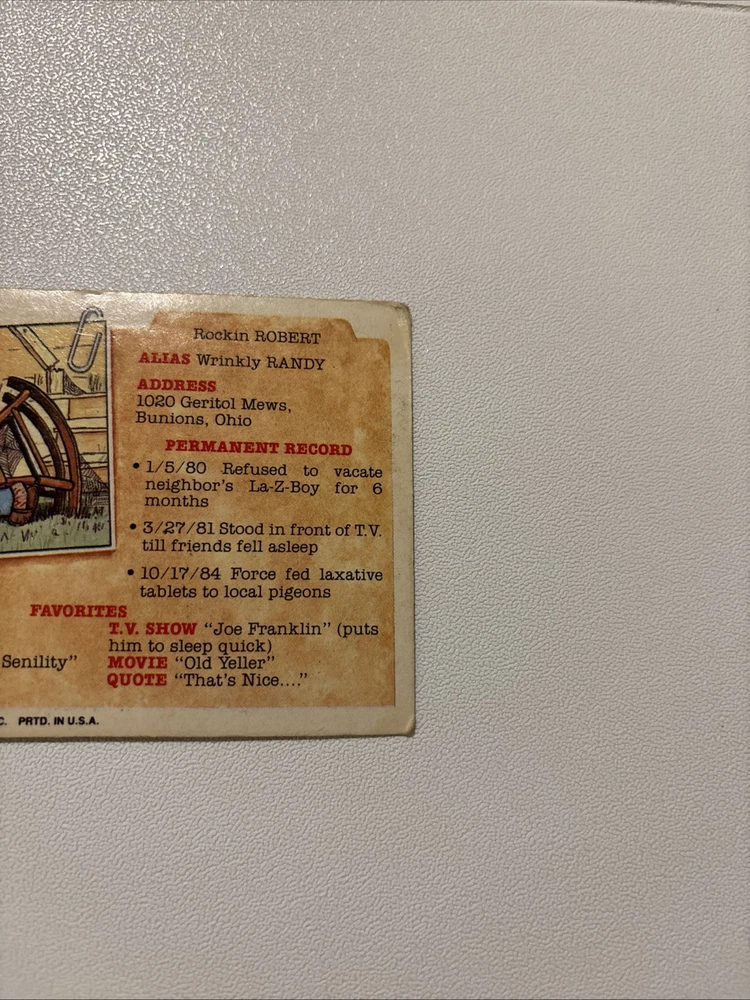 Rockin ROBERT
ALIAS Wrinkly RANDY
ADDRESS
1020 Geritol Mews,
Bunions, Ohio
PERMANENT RECORD
• 1/5/80 Refused to vacate
neighbor's La-Z-Boy for 6
months
• 3/27/81 Stood in front of T.V.
till friends fell asleep
• 10/17/84 Force fed laxative
tablets to local pigeons
FAVORITES
T.V. SHOW "Joe Franklin" (puts
him to sleep quick)
Senility" MOVIE "Old Yeller"
QUOTE "That's Nice...."
C. PRTD. IN U.S.A.